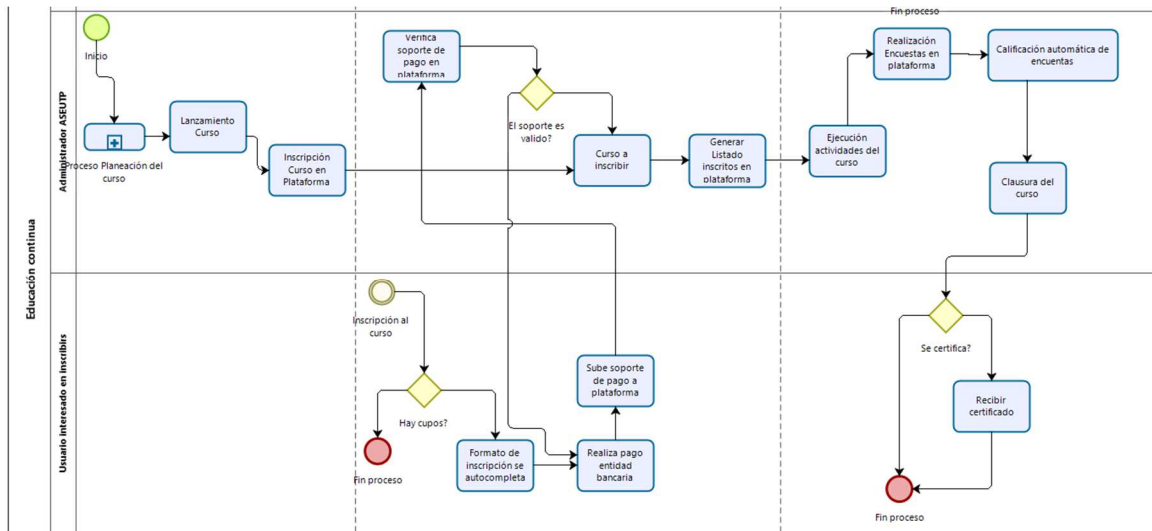 Educación continua
Administrador ASEUTP
Usuario interesado en inscribirs
Inicio
Proceso Planeación del
curso
Lanzamiento
Curso
Inscripción
Curso en
Plataforma
Verifica
soporte de
pago en
plataforma
El soporte es
valido?
Curso a
inscribir
Generar
Listado
inscritos en
plataforma
Ejecución
actividades del
curso
Fin proceso
Realización
Encuestas en
plataforma
Calificación automática de
encuentas
Clausura del
curso
Inscripción al
curso
Hay cupos?
Fin proceso
Formato de
inscripción se
autocompleta
Realiza pago
entidad
bancaria
Sube soporte
de pago a
plataforma
Se certifica?
Recibir
certificado
Fin proceso